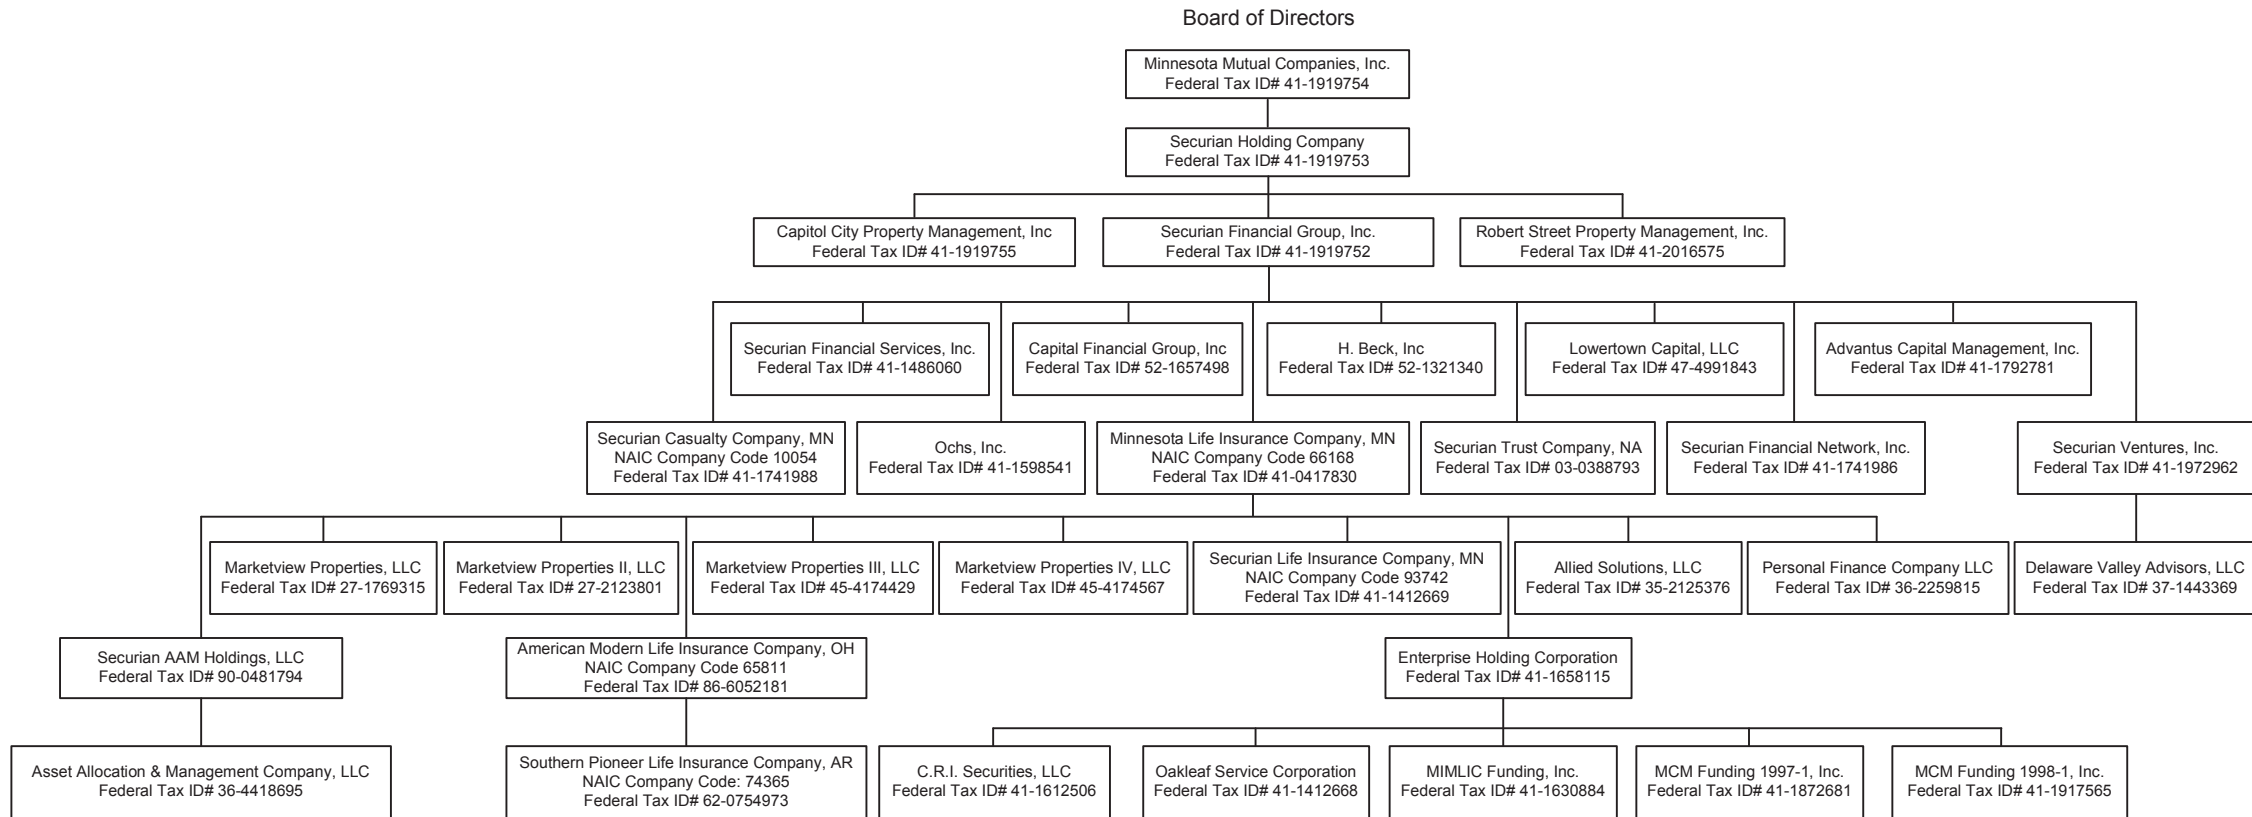 Board of Directors
Minnesota Mutual Companies, Inc.
Federal Tax ID# 41-1919754
Securian Holding Company
Federal Tax ID# 41-1919753
Capitol City Property Management, Inc
Federal Tax ID# 41-1919755
Securian Financial Group, Inc.
Federal Tax ID# 41-1919752
Robert Street Property Management, Inc.
Federal Tax ID# 41-2016575
Securian Financial Services, Inc.
Federal Tax ID# 41-1486060
Capital Financial Group, Inc
Federal Tax ID# 52-1657498
H. Beck, Inc
Federal Tax ID# 52-1321340
Lowertown Capital, LLC
Federal Tax ID# 47-4991843
Advantus Capital Management, Inc.
Federal Tax ID# 41-1792781
Securian Casualty Company, MN
NAIC Company Code 10054
Federal Tax ID# 41-1741988
Ochs, Inc.
Federal Tax ID# 41-1598541
Minnesota Life Insurance Company, MN
NAIC Company Code 66168
Federal Tax ID# 41-0417830
Securian Trust Company, NA
Federal Tax ID# 03-0388793
Securian Financial Network, Inc.
Federal Tax ID# 41-1741986
Securian Ventures, Inc.
Federal Tax ID# 41-1972962
Marketview Properties, LLC
Federal Tax ID# 27-1769315
Marketview Properties II, LLC
Federal Tax ID# 27-2123801
Marketview Properties III, LLC
Federal Tax ID# 45-4174429
Marketview Properties IV, LLC
Federal Tax ID# 45-4174567
Securian Life Insurance Company, MN
NAIC Company Code 93742
Federal Tax ID# 41-1412669
Allied Solutions, LLC
Federal Tax ID# 35-2125376
Personal Finance Company LLC
Federal Tax ID# 36-2259815
Delaware Valley Advisors, LLC
Federal Tax ID# 37-1443369
Securian AAM Holdings, LLC
Federal Tax ID# 90-0481794
American Modern Life Insurance Company, OH
NAIC Company Code 65811
Federal Tax ID# 86-6052181
Enterprise Holding Corporation
Federal Tax ID# 41-1658115
Asset Allocation & Management Company, LLC
Federal Tax ID# 36-4418695
Southern Pioneer Life Insurance Company, AR
NAIC Company Code: 74365
Federal Tax ID# 62-0754973
C.R.I. Securities, LLC
Federal Tax ID# 41-1612506
Oakleaf Service Corporation
Federal Tax ID# 41-1412668
MIMLIC Funding, Inc.
Federal Tax ID# 41-1630884
MCM Funding 1997-1, Inc.
Federal Tax ID# 41-1872681
MCM Funding 1998-1, Inc.
Federal Tax ID# 41-1917565